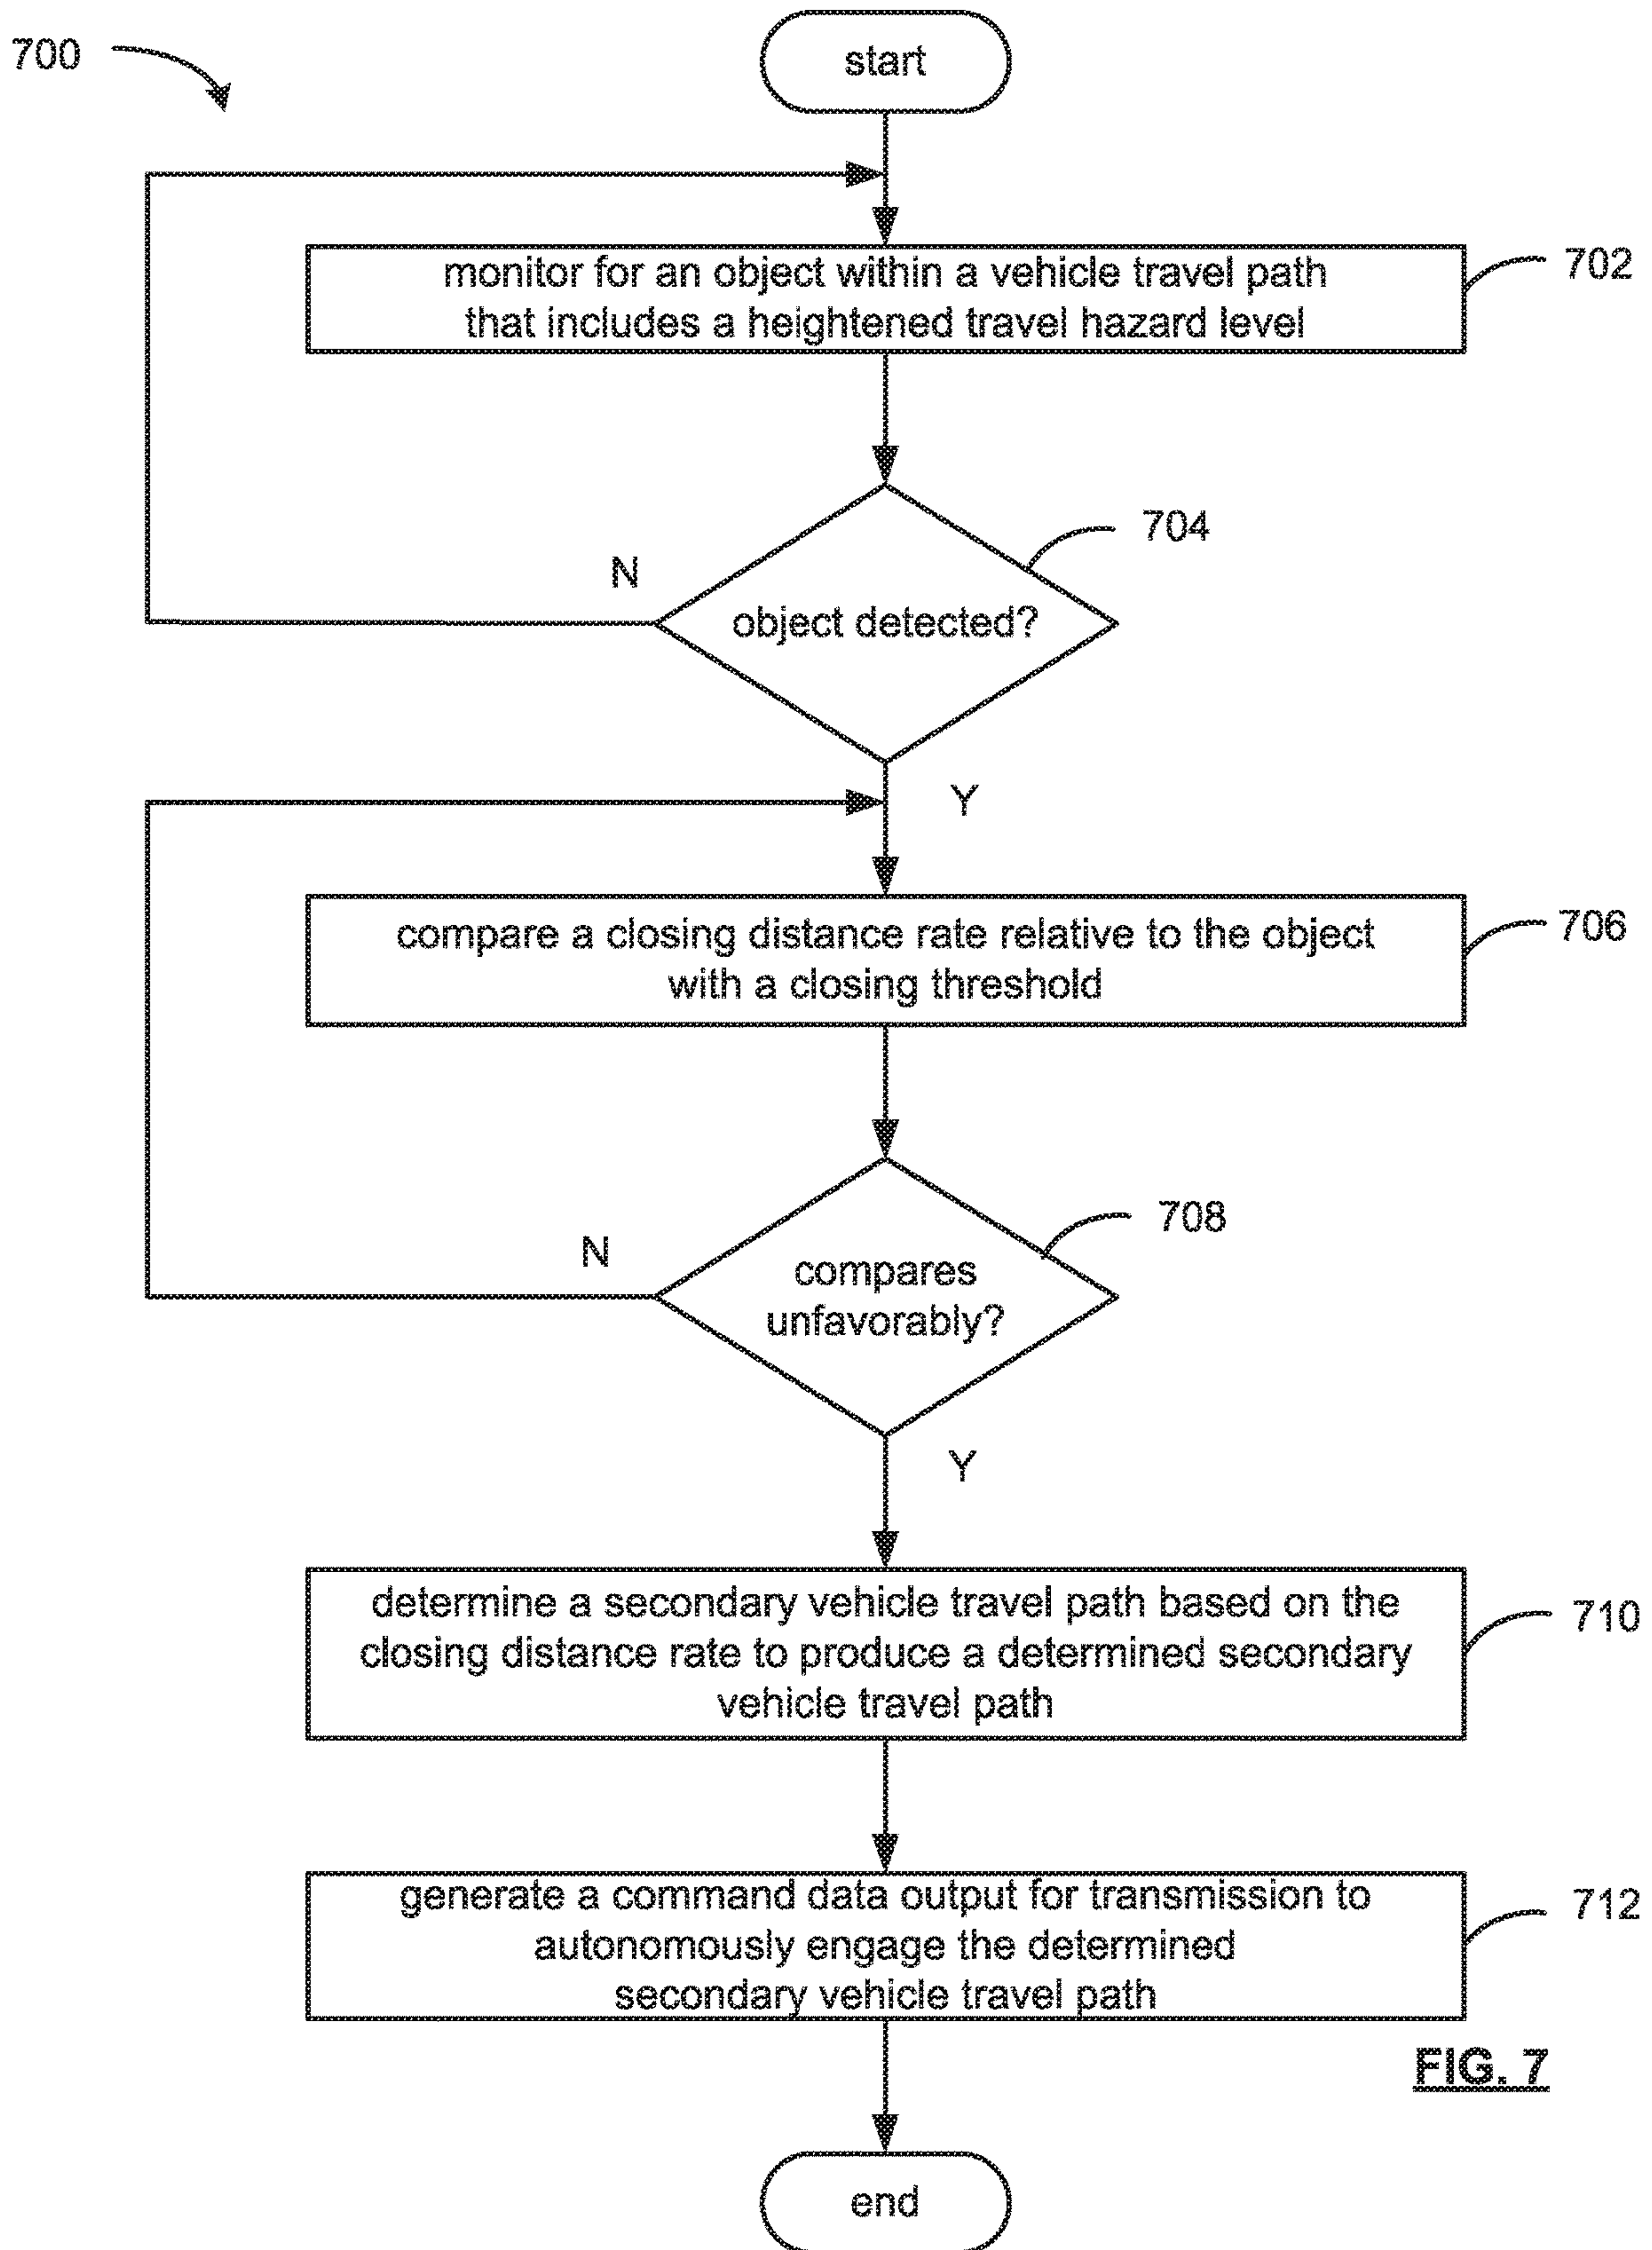 700
start
monitor for an object within a vehicle travel path
that includes a heightened travel hazard level
702
704
N
object detected?
Y
compare a closing distance rate relative to the object
with a closing threshold
706
708
N
compares
unfavorably?
Y
determine a secondary vehicle travel path based on the
closing distance rate to produce a determined secondary
vehicle travel path
710
generate a command data output for transmission to
autonomously engage the determined
secondary vehicle travel path
712
FIG. 7
end